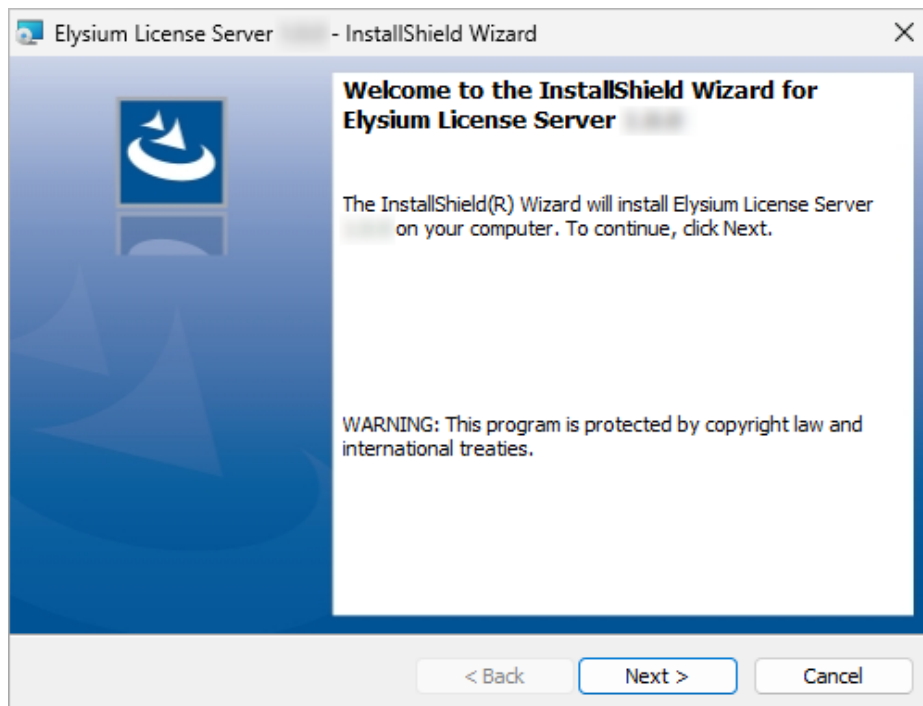 Elysium License Server - InstallShield Wizard
Welcome to the InstallShield Wizard for
Elysium License Server
The InstallShield(R) Wizard will install Elysium License Server
on your computer. To continue, click Next.
WARNING: This program is protected by copyright law and
international treaties.
< Back Next > Cancel